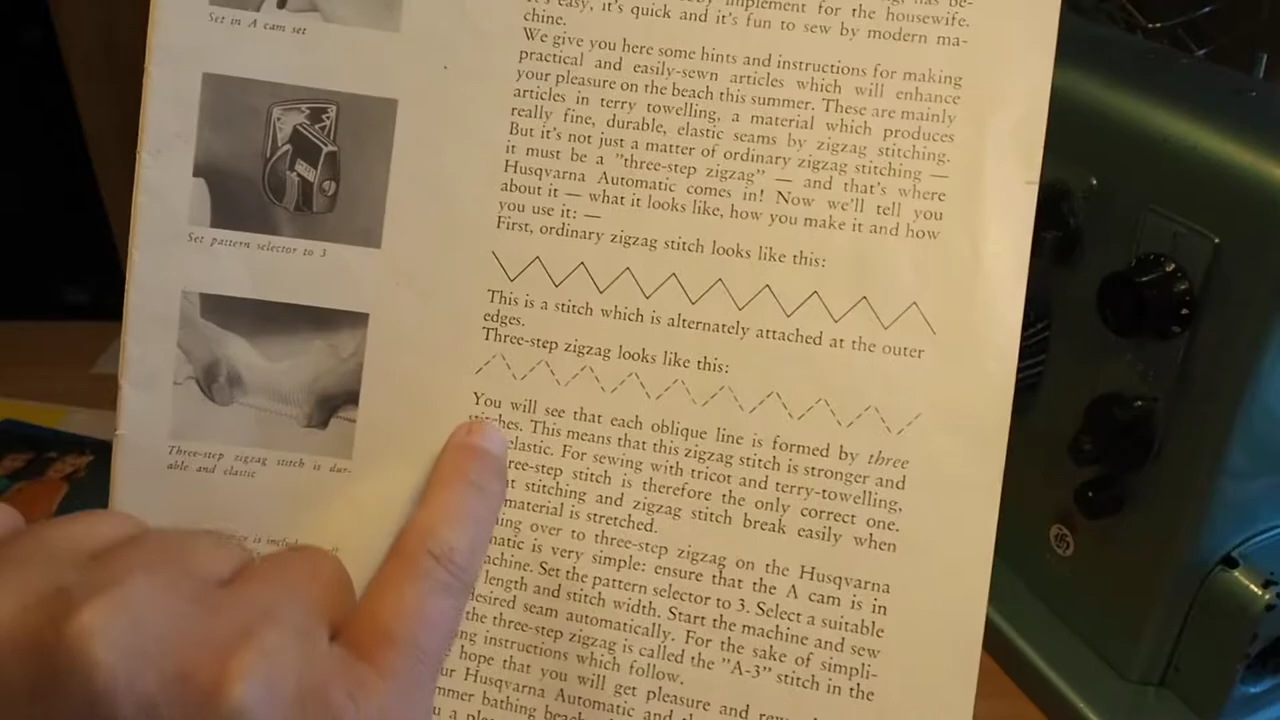 Set in A cam set
Set pattern selector to 3
Three-step zigzag stitch is dur-
able and elastic
implement for the housewife.
It's easy, it's quick and it's fun to sew by modern ma-
chine.
We give you here some hints and instructions for making
practical and easily-sewn articles which will enhance
your pleasure on the beach this summer. These are mainly
articles in terry towelling, a material which produces
really fine, durable, elastic seams by zigzag stitching.
But it's not just a matter of ordinary zigzag stitching —
it must be a "three-step zigzag" — and that's where
Husqvarna Automatic comes in! Now we'll tell you
about it — what it looks like, how you make it and how
you use it: —
First, ordinary zigzag stitch looks like this:
This is a stitch which is alternately attached at the outer
edges.
Three-step zigzag looks like this:
You will see that each oblique line is formed by three
stitches. This means that this zigzag stitch is stronger and
elastic. For sewing with tricot and terry-towelling,
stitch is therefore the only correct one.
stitching and zigzag stitch break easily when
material is stretched.
over to three-step zigzag on the Husqvarna
is very simple: ensure that the A cam is in
Set the pattern selector to 3. Select a suitable
length and stitch width. Start the machine and sew
desired seam automatically. For the sake of simpli-
the three-step zigzag is called the "A-3" stitch in the
instructions which follow.
hope that you will get pleasure and
Husqvarna Automatic and
bathing